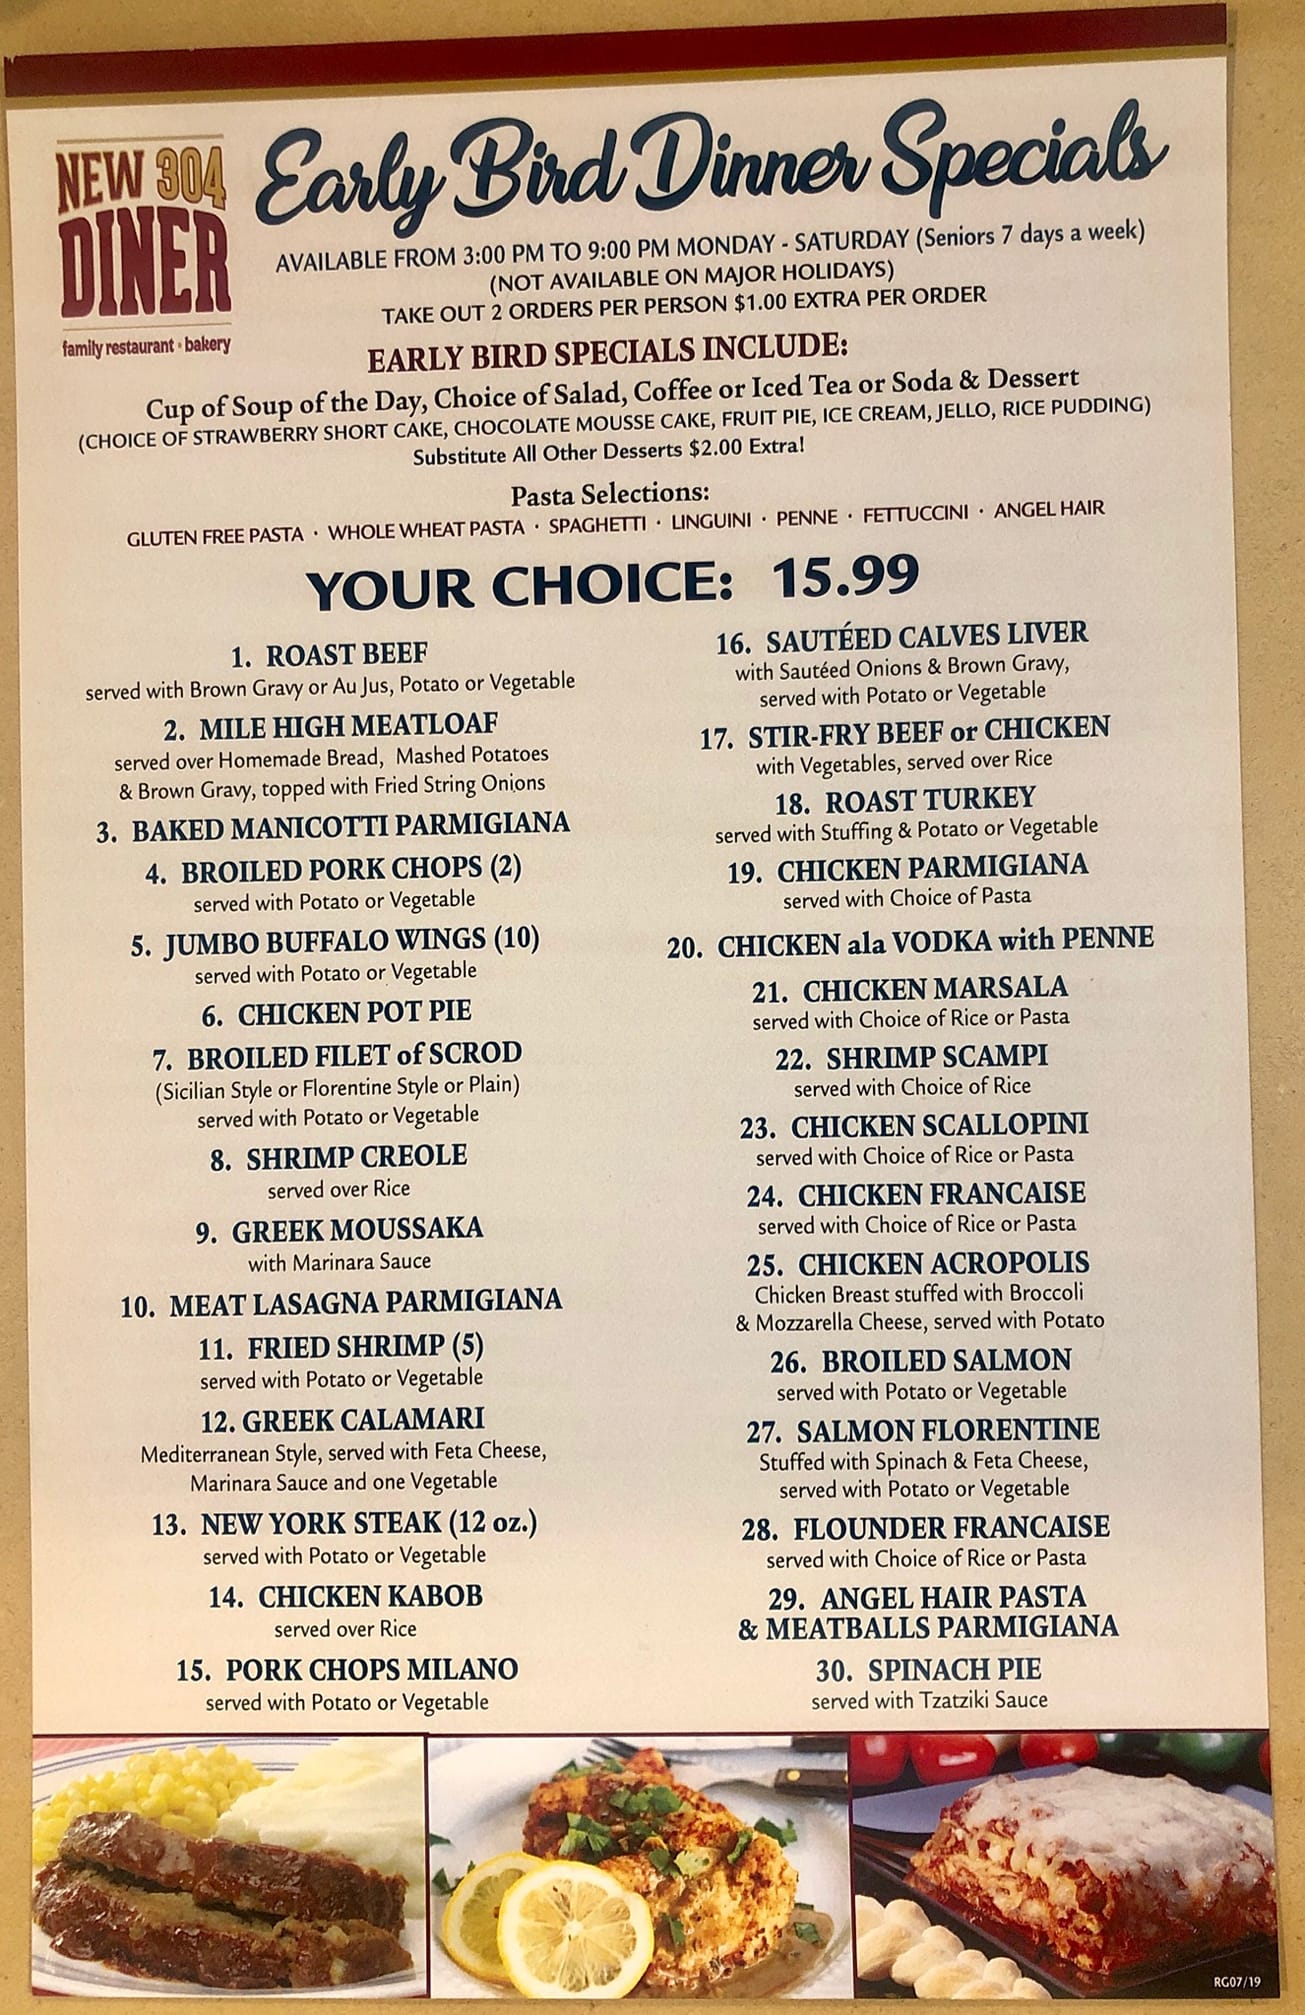 NEW 304
DINER
family restaurant • bakery
Early Bird Dinner Specials
AVAILABLE FROM 3:00 PM TO 9:00 PM MONDAY - SATURDAY (Seniors 7 days a week)
(NOT AVAILABLE ON MAJOR HOLIDAYS)
TAKE OUT 2 ORDERS PER PERSON $1.00 EXTRA PER ORDER
EARLY BIRD SPECIALS INCLUDE:
Cup of Soup of the Day, Choice of Salad, Coffee or Iced Tea or Soda & Dessert
(CHOICE OF STRAWBERRY SHORT CAKE, CHOCOLATE MOUSSE CAKE, FRUIT PIE, ICE CREAM, JELLO, RICE PUDDING)
Substitute All Other Desserts $2.00 Extra!
Pasta Selections:
GLUTEN FREE PASTA • WHOLE WHEAT PASTA • SPAGHETTI • LINGUINI • PENNE • FETTUCCINI • ANGEL HAIR
YOUR CHOICE: 15.99
1. ROAST BEEF
served with Brown Gravy or Au Jus, Potato or Vegetable
2. MILE HIGH MEATLOAF
served over Homemade Bread, Mashed Potatoes
& Brown Gravy, topped with Fried String Onions
3. BAKED MANICOTTI PARMIGIANA
4. BROILED PORK CHOPS (2)
served with Potato or Vegetable
5. JUMBO BUFFALO WINGS (10)
served with Potato or Vegetable
6. CHICKEN POT PIE
7. BROILED FILET of SCROD
(Sicilian Style or Florentine Style or Plain)
served with Potato or Vegetable
8. SHRIMP CREOLE
served over Rice
9. GREEK MOUSSAKA
with Marinara Sauce
10. MEAT LASAGNA PARMIGIANA
11. FRIED SHRIMP (5)
served with Potato or Vegetable
12. GREEK CALAMARI
Mediterranean Style, served with Feta Cheese,
Marinara Sauce and one Vegetable
13. NEW YORK STEAK (12 oz.)
served with Potato or Vegetable
14. CHICKEN KABOB
served over Rice
15. PORK CHOPS MILANO
served with Potato or Vegetable
16. SAUTÉED CALVES LIVER
with Sautéed Onions & Brown Gravy,
served with Potato or Vegetable
17. STIR-FRY BEEF or CHICKEN
with Vegetables, served over Rice
18. ROAST TURKEY
served with Stuffing & Potato or Vegetable
19. CHICKEN PARMIGIANA
served with Choice of Pasta
20. CHICKEN ala VODKA with PENNE
21. CHICKEN MARSALA
served with Choice of Rice or Pasta
22. SHRIMP SCAMPI
served with Choice of Rice
23. CHICKEN SCALLOPINI
served with Choice of Rice or Pasta
24. CHICKEN FRANCAISE
served with Choice of Rice or Pasta
25. CHICKEN ACROPOLIS
Chicken Breast stuffed with Broccoli
& Mozzarella Cheese, served with Potato
26. BROILED SALMON
served with Potato or Vegetable
27. SALMON FLORENTINE
Stuffed with Spinach & Feta Cheese,
served with Potato or Vegetable
28. FLOUNDER FRANCAISE
served with Choice of Rice or Pasta
29. ANGEL HAIR PASTA
& MEATBALLS PARMIGIANA
30. SPINACH PIE
served with Tzatziki Sauce
RG07/19